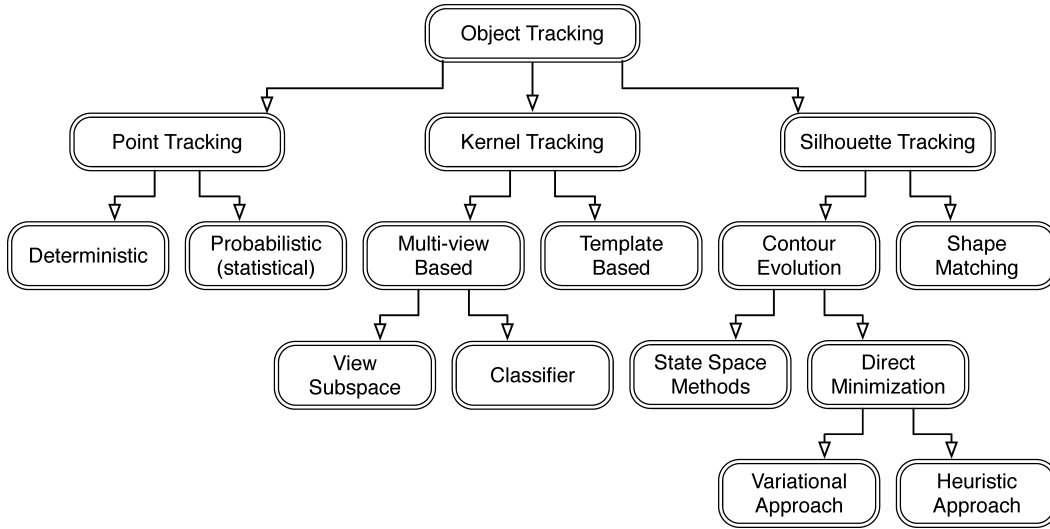 Object Tracking
Point Tracking
Kernel Tracking
Silhouette Tracking
Deterministic
Probabilistic
(statistical)
Multi-view
Based
Template
Based
Contour
Evolution
Shape
Matching
View
Subspace
Classifier
State Space
Methods
Direct
Minimization
Variational
Approach
Heuristic
Approach